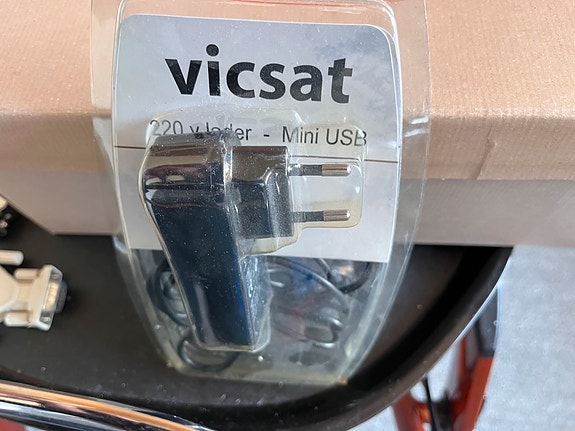 vicsat
220 v lader - Mini USB